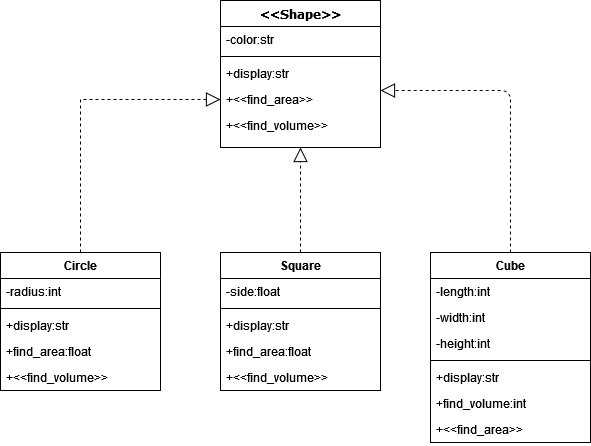 <<Shape>>
-color:str
+display:str
+<<find_area>>
+<<find_volume>>
Circle
-radius:int
+display:str
+find_area:float
+<<find_volume>>
Square
-side:float
+display:str
+find_area:float
+<<find_volume>>
Cube
-length:int
-width:int
-height:int
+display:str
+find_volume:int
+<<find_area>>